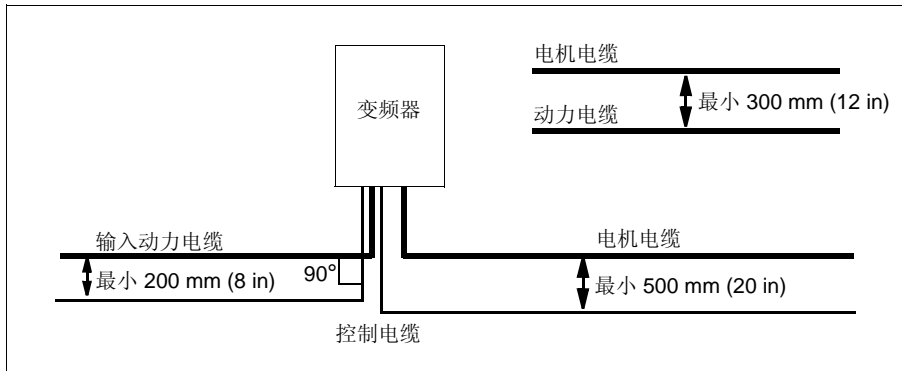 电机电缆
最小 300 mm (12 in)
动力电缆
变频器
输入动力电缆
最小 200 mm (8 in)
90°
电机电缆
最小 500 mm (20 in)
控制电缆